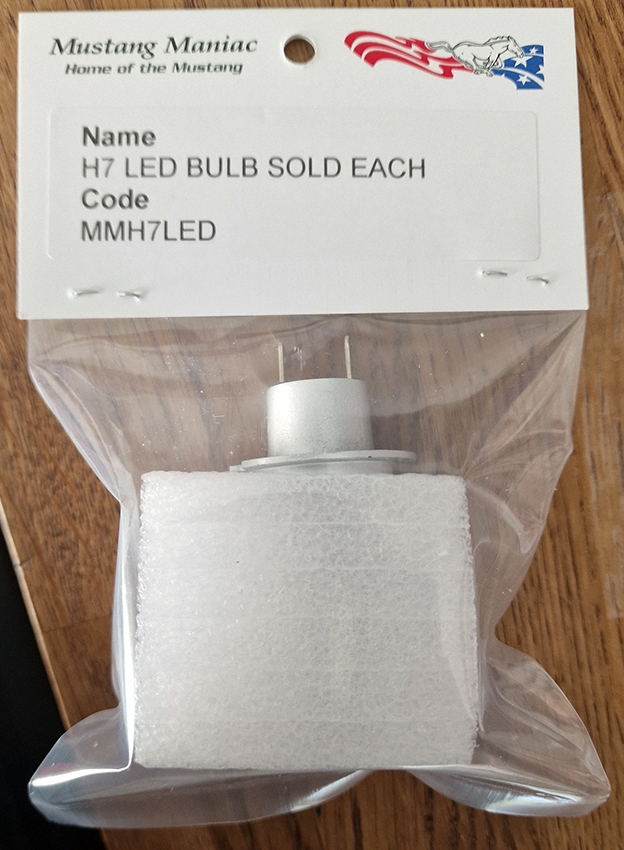 Mustang Maniac
Home of the Mustang
Name
H7 LED BULB SOLD EACH
Code
MMH7LED